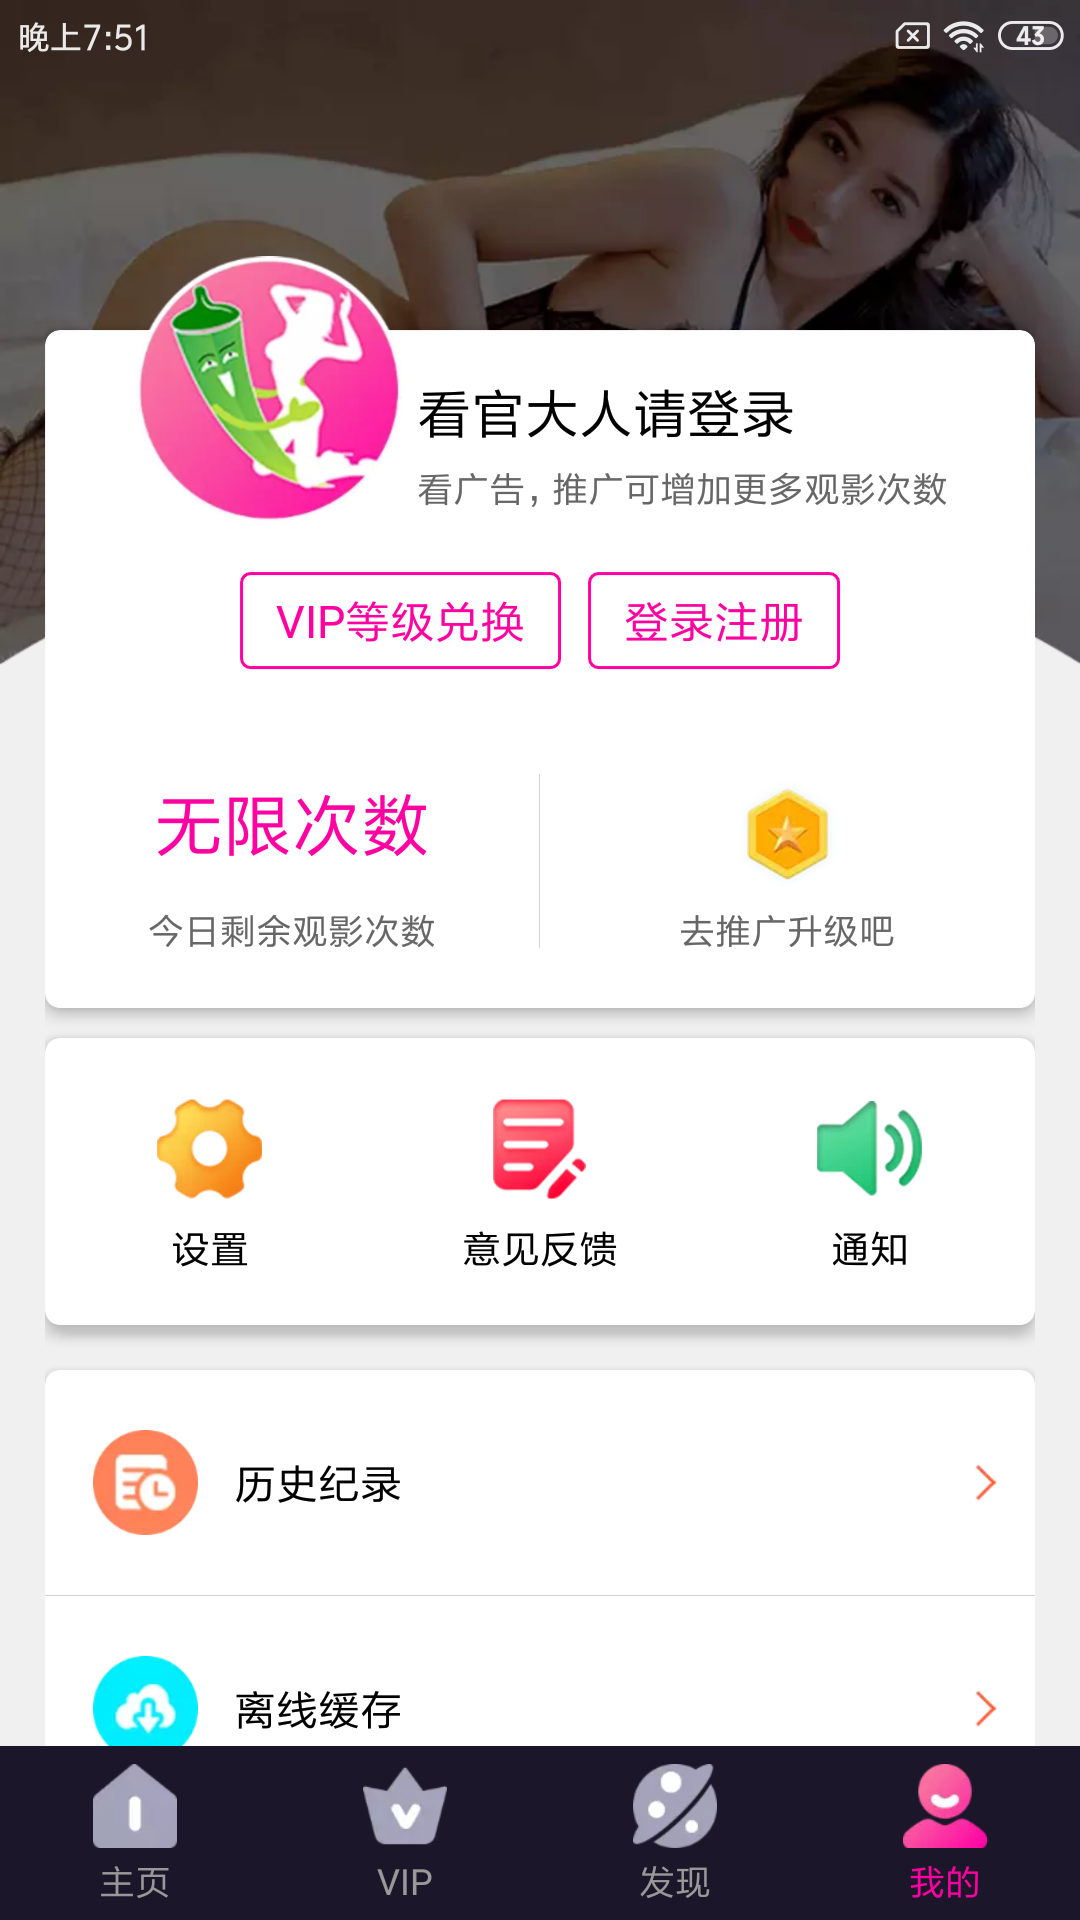 晚上7:51
43
看官大人请登录
看广告，推广可增加更多观影次数
VIP等级兑换
登录注册
无限次数
今日剩余观影次数
去推广升级吧
设置
意见反馈
通知
历史纪录
离线缓存
主页
VIP
发现
我的